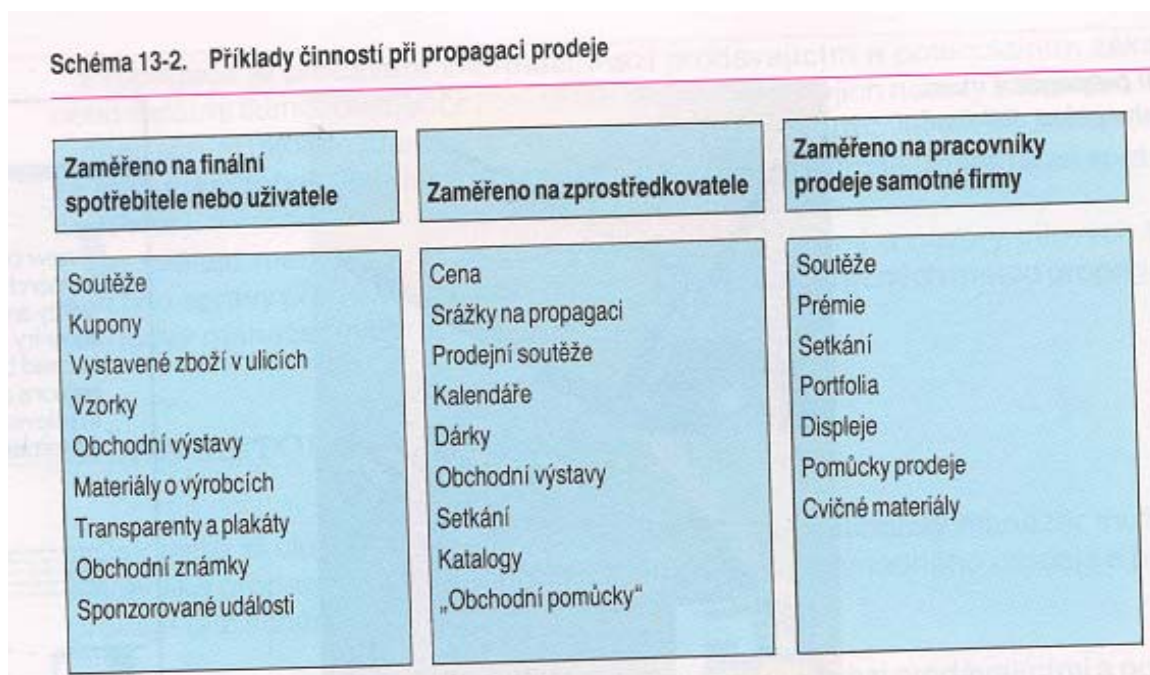 Schéma 13-2. Příklady činností při propagaci prodeje
Zaměřeno na finální
spotřebitele nebo uživatele
Soutěže
Kupony
Vystavené zboží v ulicích
Vzorky
Obchodní výstavy
Materiály o výrobcích
Transparenty a plakáty
Obchodní známky
Sponzorované události
Zaměřeno na zprostředkovatele
Cena
Srážky na propagaci
Prodejní soutěže
Kalendáře
Dárky
Obchodní výstavy
Setkání
Katalogy
„Obchodní pomůcky“
Zaměřeno na pracovníky
prodeje samotné firmy
Soutěže
Prémie
Setkání
Portfolia
Displeje
Pomůcky prodeje
Cvičné materiály